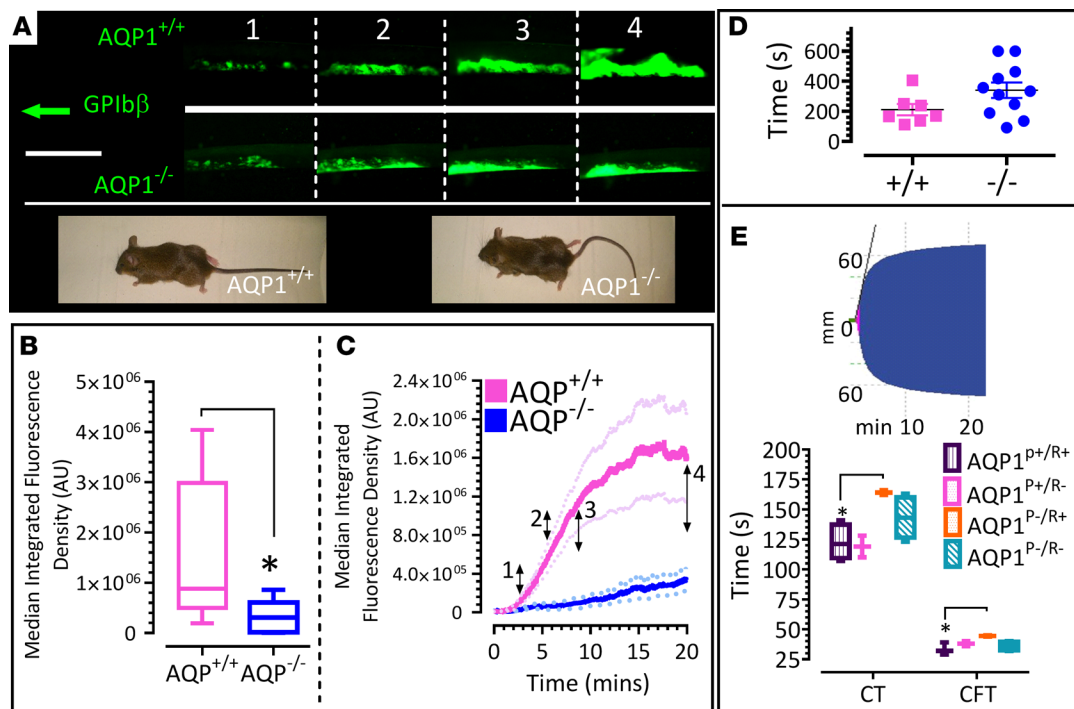 A
AQP1+/+
1 2 3 4
GPIbβ
AQP1-/-
AQP1+/+
AQP1-/-
B
Median Integrated Fluorescence
Density (AU)
5×10^06
4×10^06
3×10^06
2×10^06
1×10^06
0
*
AQP+/+ AQP-/-
C
Median Integrated
Fluorescence Density (AU)
AQP+/+
AQP-/-
2.4×10^06
2.0×10^06
1.6×10^06
1.2×10^06
8.0×10^05
4.0×10^05
0
1
2
3
4
0 5 10 15 20
Time (mins)
D
Time (s)
600
400
200
0
+/+ -/-
E
60
mm
0
60
min 10 20
Time (s)
200
175
150
125
100
75
50
25
*
*
AQP1p+/R+
AQP1P+/R-
AQP1P-/R+
AQP1P-/R-
CT CFT